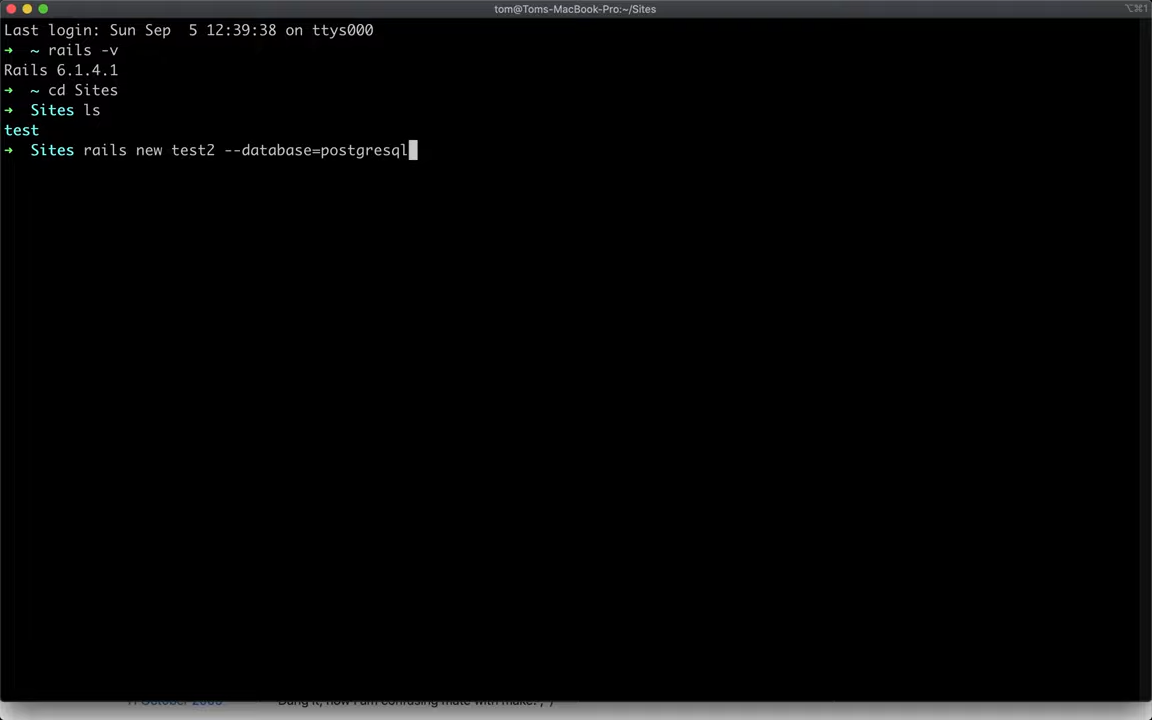 tom@Toms-MacBook-Pro:~/Sites
⌥⌘1
Last login: Sun Sep  5 12:39:38 on ttys000
➜  ~ rails -v
Rails 6.1.4.1
➜  ~ cd Sites
➜  Sites ls
test
➜  Sites rails new test2 --database=postgresql